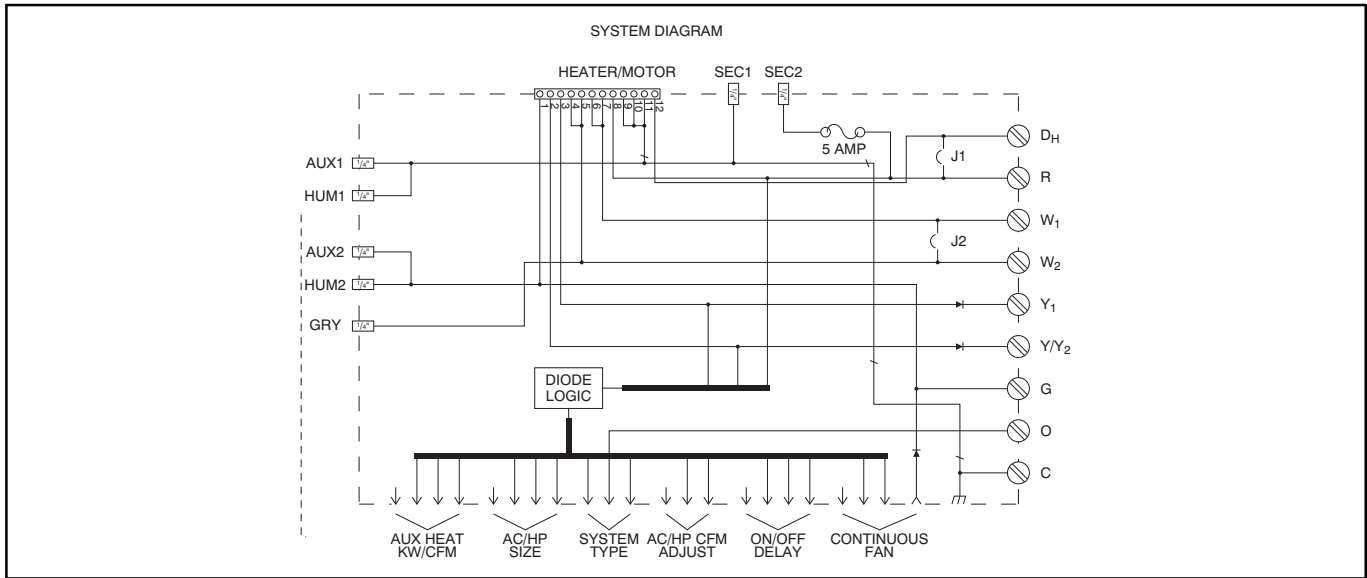 SYSTEM DIAGRAM
HEATER/MOTOR SEC1 SEC2
1/4" 1/4"
1 2 3 4 5 6 7 8 9 10 11 12
5 AMP
J1
DH
R
AUX1 1/4"
HUM1 1/4"
W1
J2
W2
AUX2 1/4"
HUM2 1/4"
GRY 1/4"
Y1
Y/Y2
G
O
C
DIODE
LOGIC
AUX HEAT
KW/CFM
AC/HP
SIZE
SYSTEM
TYPE
AC/HP CFM
ADJUST
ON/OFF
DELAY
CONTINUOUS
FAN